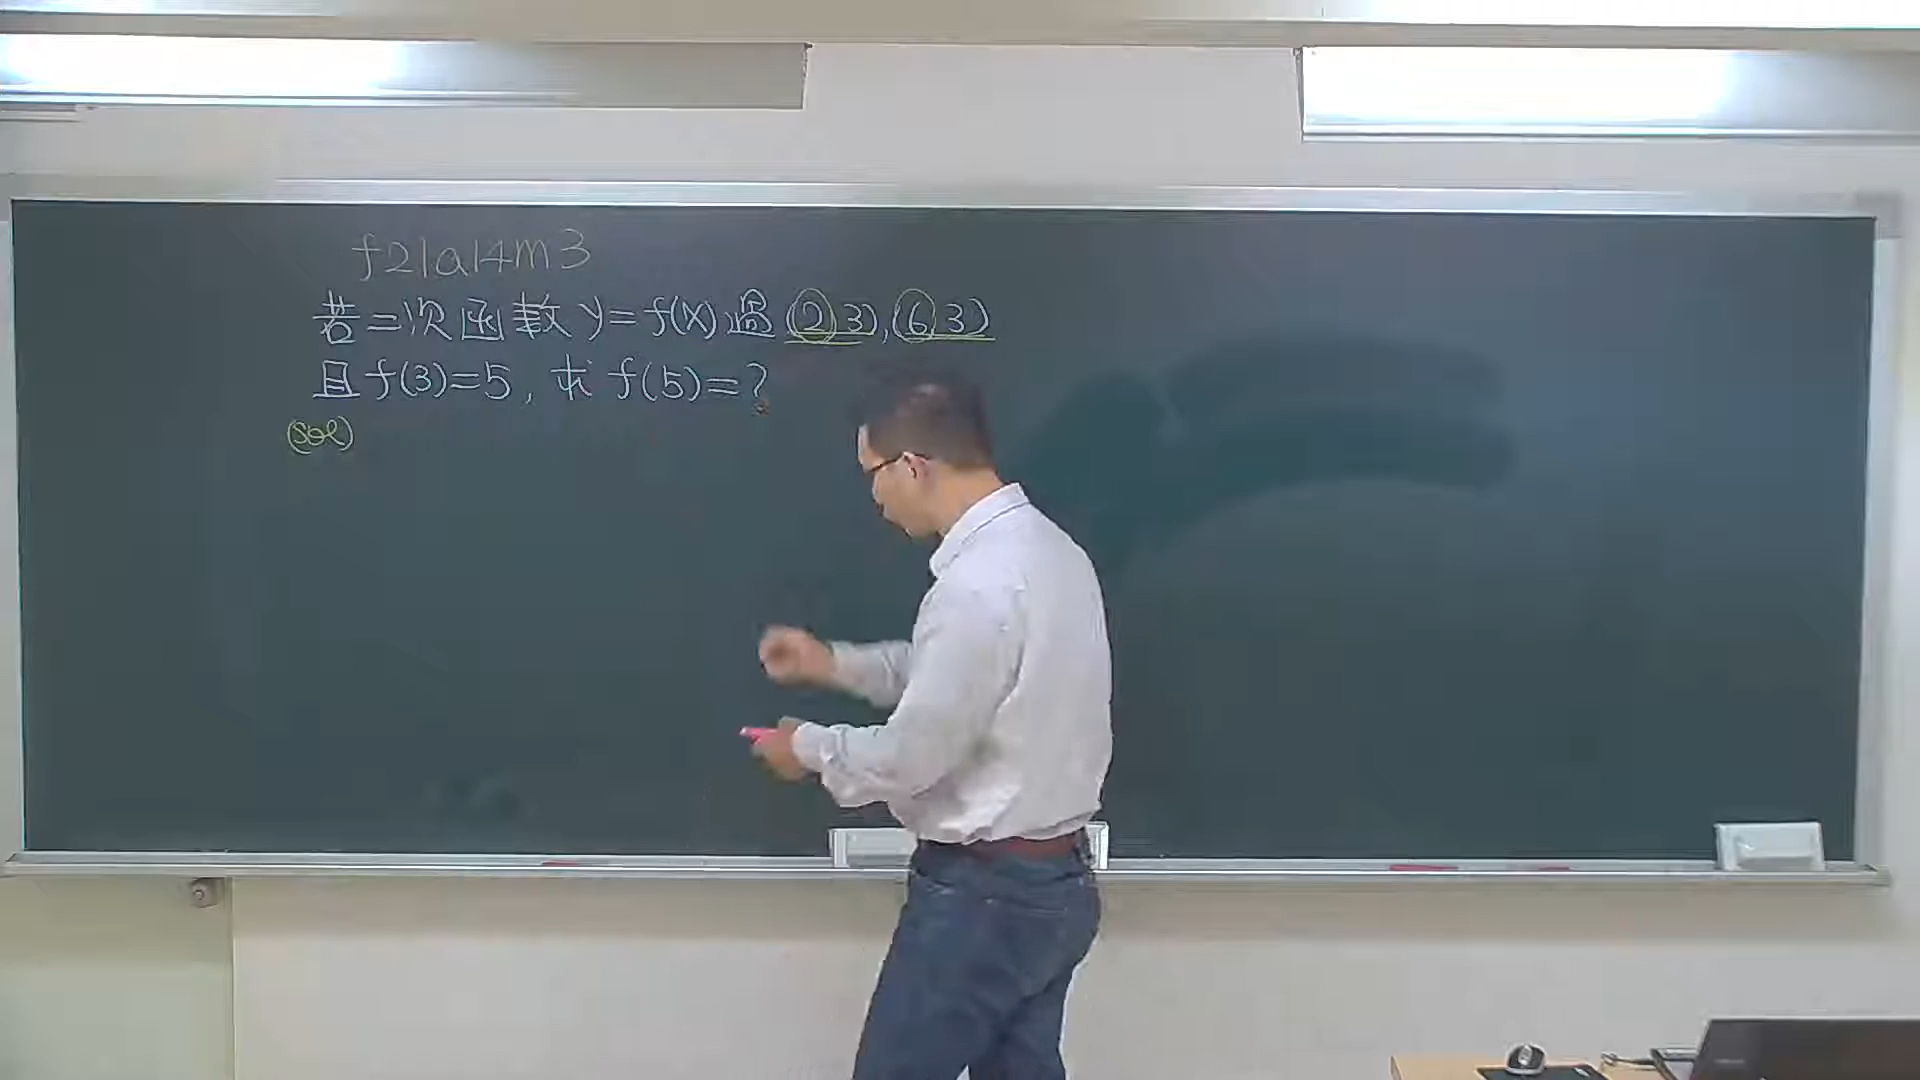 f21a14m3
若二次函數 y=f(x) 過 (2,3),(6,3)
且 f(3)=5, 求 f(5)=?
(sol)